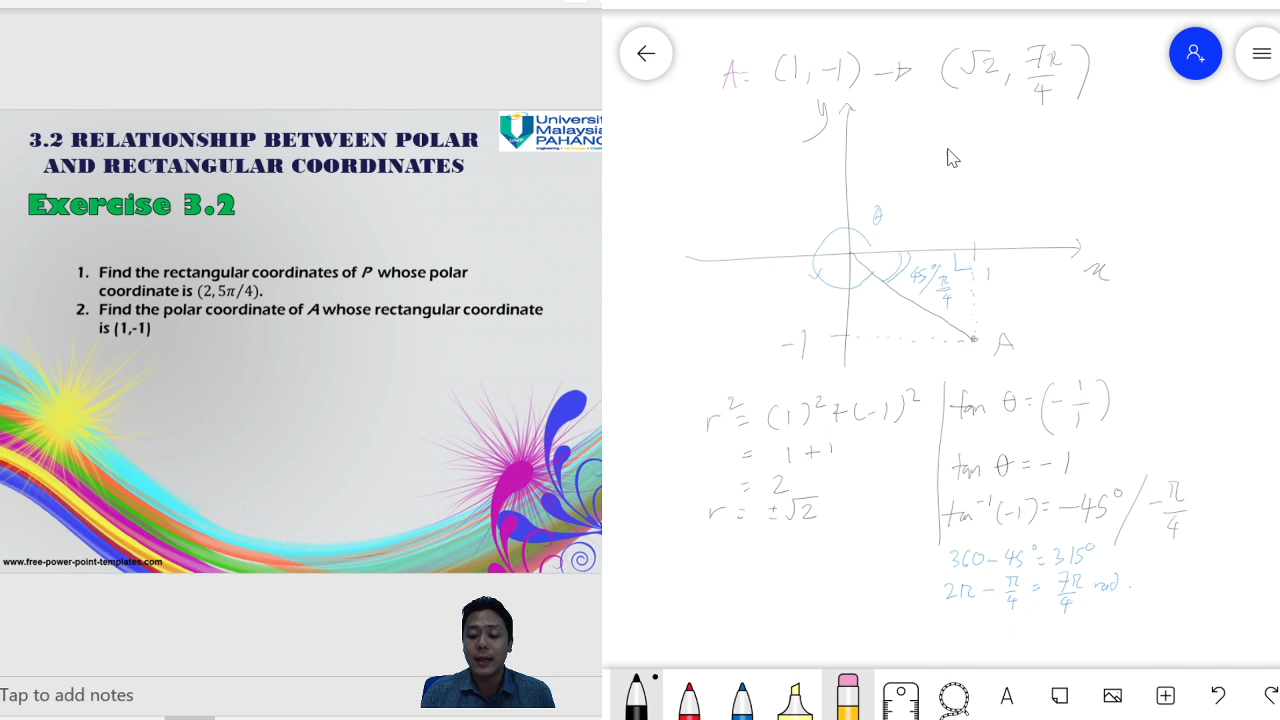 3.2 RELATIONSHIP BETWEEN POLAR
AND RECTANGULAR COORDINATES
Universi
Malaysia
PAHANG
UMP
Exercise 3.2
1. Find the rectangular coordinates of P whose polar
coordinate is (2, 5π/4).
2. Find the polar coordinate of A whose rectangular coordinate
is (1,-1)
www.free-power-point-templates.com
Tap to add notes
A= (1, -1) → (√2, 7π/4)
y
θ
45°/π/4
1
x
-1
A
r² = (1)² + (-1)²
= 1 + 1
= 2
r = ±√2
tan θ = (-1/1)
tan θ = -1
tan⁻¹(-1) = -45° / -π/4
360 - 45° = 315°
2π - π/4 = 7π/4 rad.
A